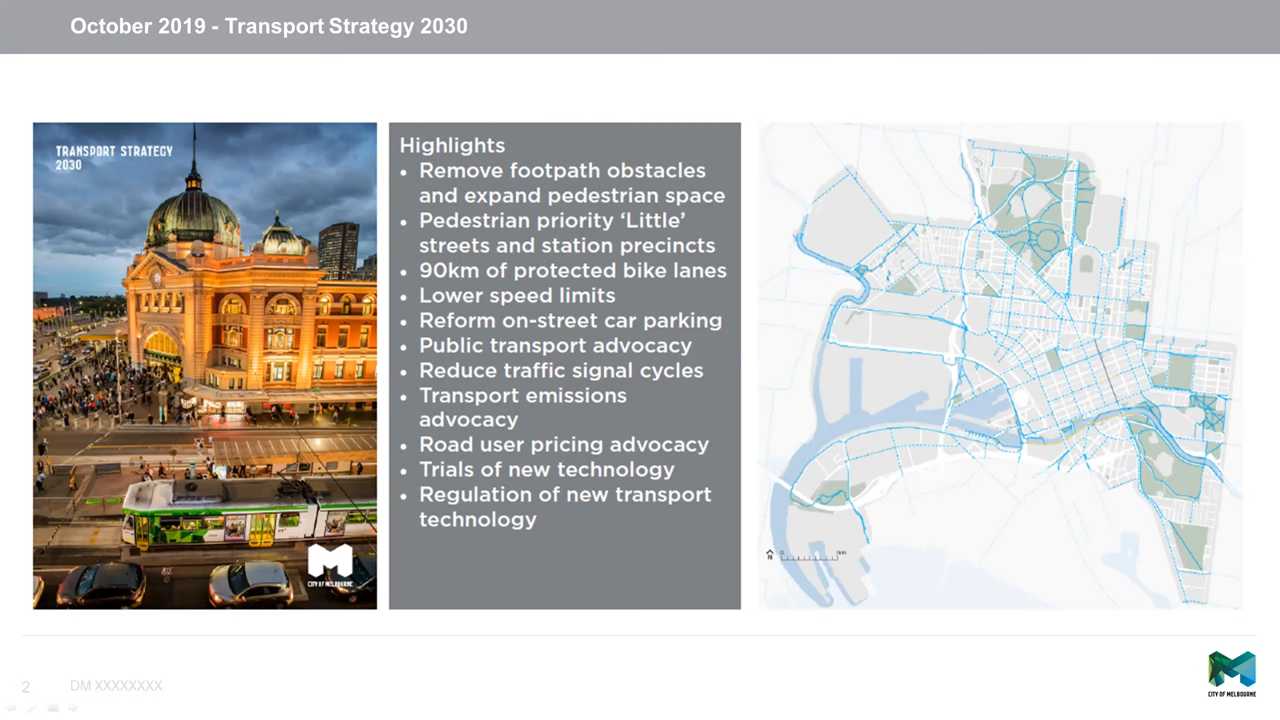 October 2019 - Transport Strategy 2030
TRANSPORT STRATEGY
2030
CITY OF MELBOURNE
Highlights
• Remove footpath obstacles
and expand pedestrian space
• Pedestrian priority ‘Little’
streets and station precincts
• 90km of protected bike lanes
• Lower speed limits
• Reform on-street car parking
• Public transport advocacy
• Reduce traffic signal cycles
• Transport emissions
advocacy
• Road user pricing advocacy
• Trials of new technology
• Regulation of new transport
technology
N
0 1km
2
DM XXXXXXXX
CITY OF MELBOURNE